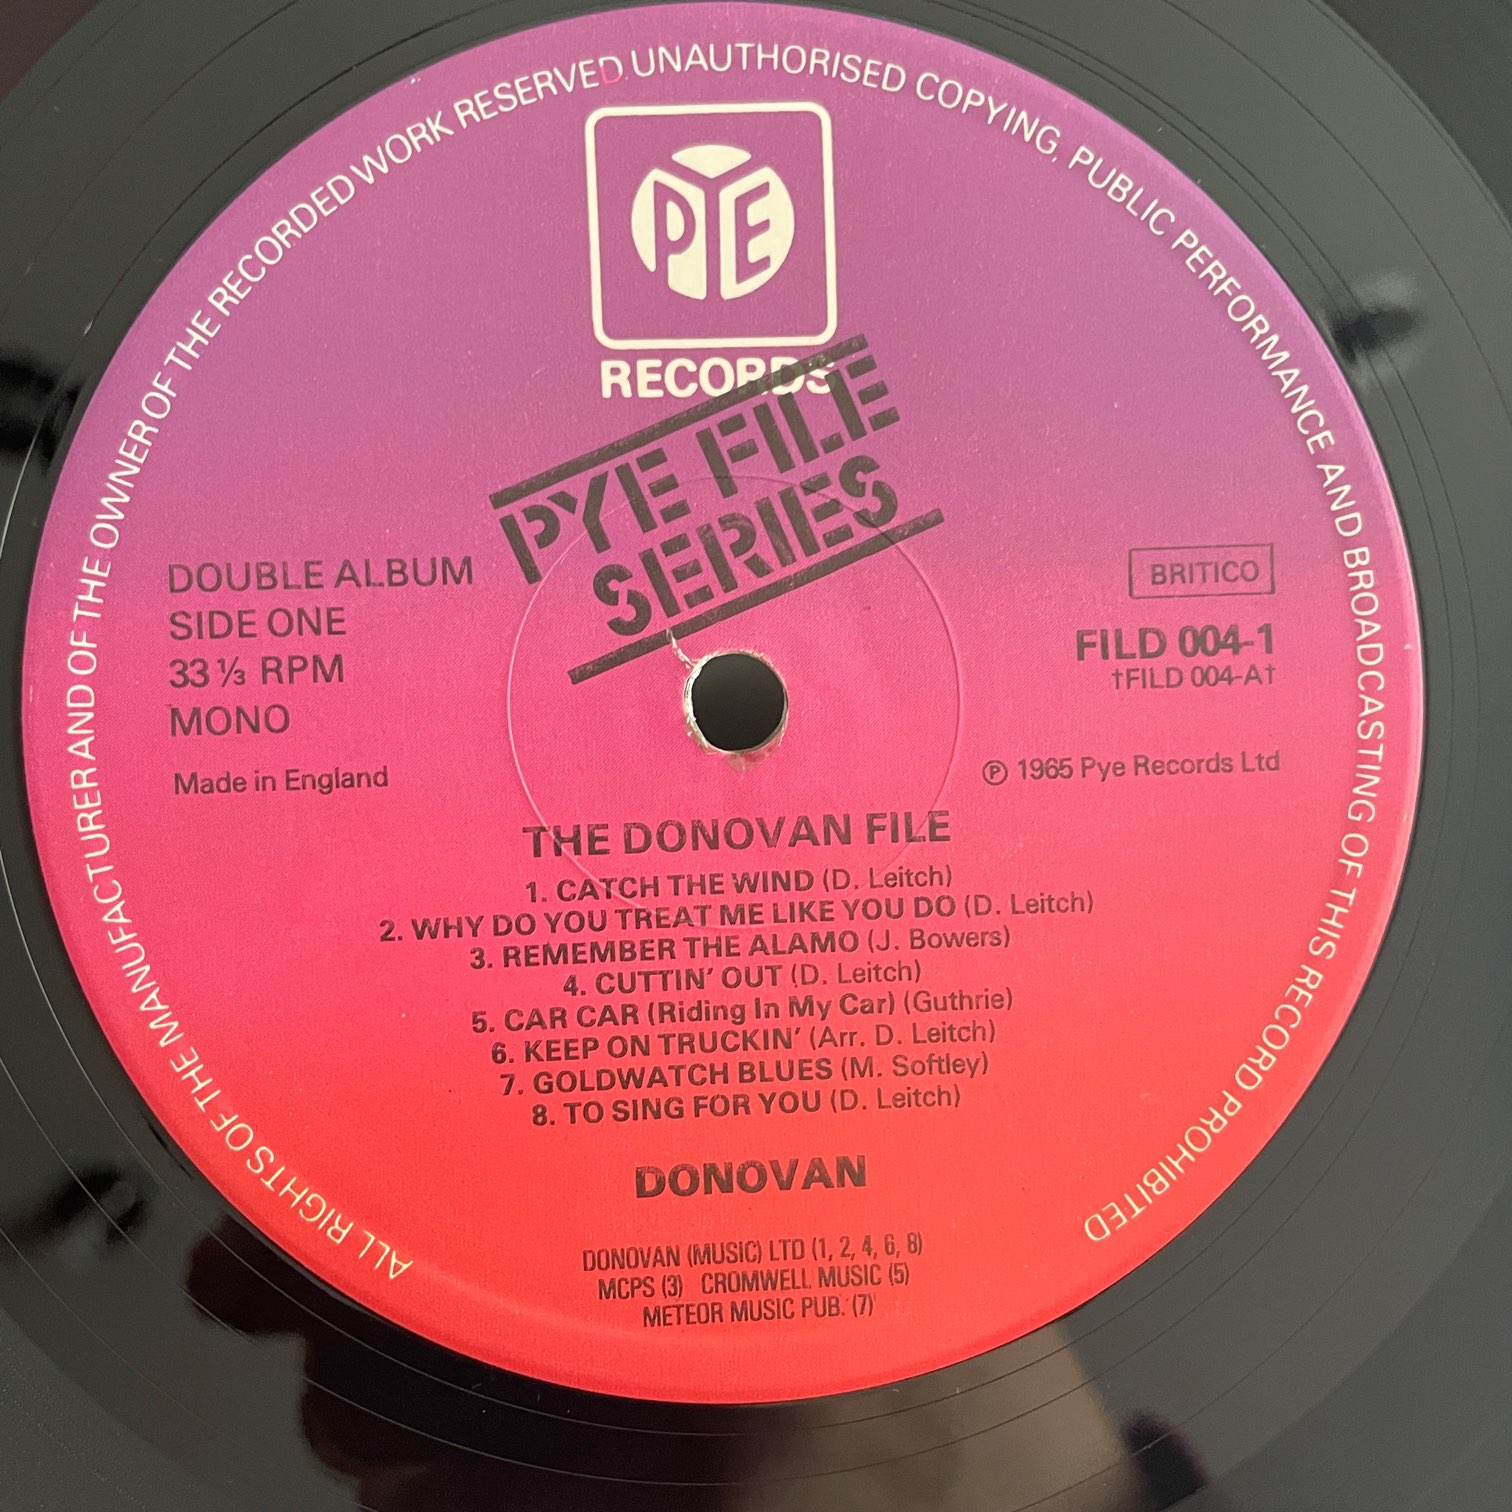 ALL RIGHTS OF THE MANUFACTURER AND OF THE OWNER OF THE RECORDED WORK RESERVED. UNAUTHORISED COPYING, PUBLIC PERFORMANCE AND BROADCASTING OF THIS RECORD PROHIBITED
PYE
RECORDS
PYE FILE
SERIES
DOUBLE ALBUM
SIDE ONE
33 ⅓ RPM
MONO
Made in England
BRITICO
FILD 004-1
†FILD 004-A†
℗ 1965 Pye Records Ltd
THE DONOVAN FILE
1. CATCH THE WIND (D. Leitch)
2. WHY DO YOU TREAT ME LIKE YOU DO (D. Leitch)
3. REMEMBER THE ALAMO (J. Bowers)
4. CUTTIN' OUT (D. Leitch)
5. CAR CAR (Riding In My Car) (Guthrie)
6. KEEP ON TRUCKIN' (Arr. D. Leitch)
7. GOLDWATCH BLUES (M. Softley)
8. TO SING FOR YOU (D. Leitch)
DONOVAN
DONOVAN (MUSIC) LTD (1, 2, 4, 6, 8)
MCPS (3) CROMWELL MUSIC (5)
METEOR MUSIC PUB. (7)